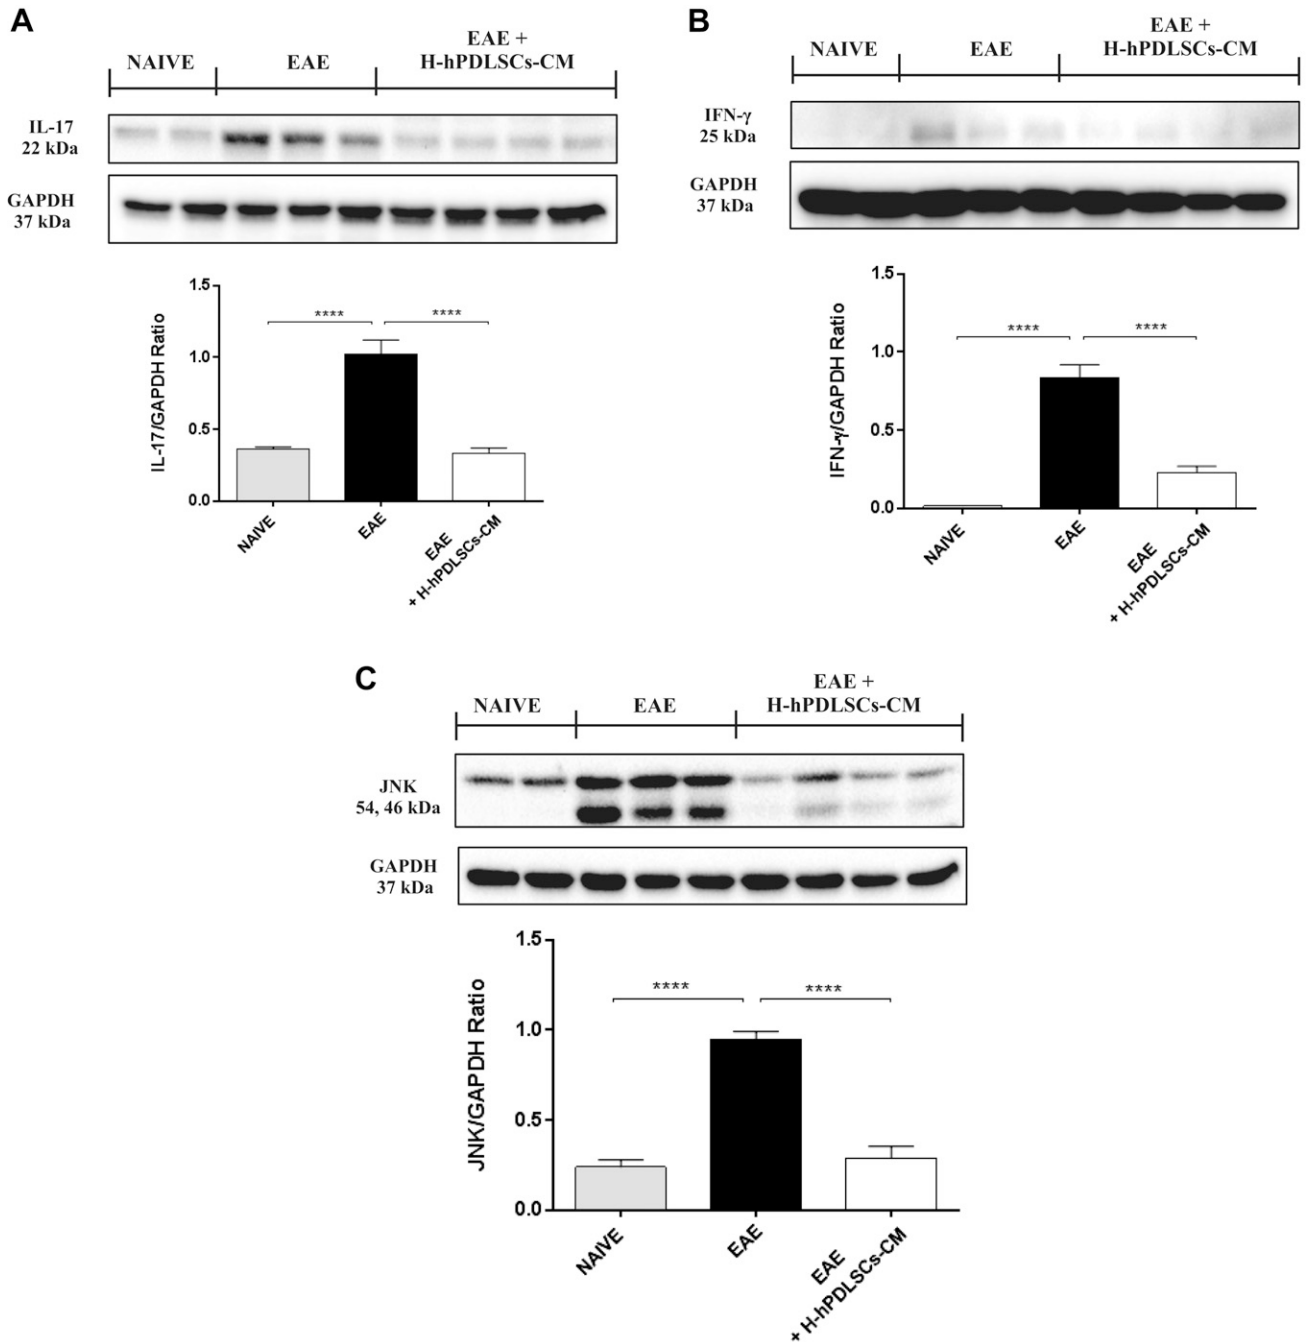 A
NAIVE
EAE
EAE +
H-hPDLSCs-CM
IL-17
22 kDa
GAPDH
37 kDa
1.5
1.0
0.5
0.0
IL-17/GAPDH Ratio
****
****
NAIVE
EAE
EAE
+ H-hPDLSCs-CM
B
NAIVE
EAE
EAE +
H-hPDLSCs-CM
IFN-γ
25 kDa
GAPDH
37 kDa
1.5
1.0
0.5
0.0
IFN-γ/GAPDH Ratio
****
****
NAIVE
EAE
EAE
+ H-hPDLSCs-CM
C
NAIVE
EAE
EAE +
H-hPDLSCs-CM
JNK
54, 46 kDa
GAPDH
37 kDa
1.5
1.0
0.5
0.0
JNK/GAPDH Ratio
****
****
NAIVE
EAE
EAE
+ H-hPDLSCs-CM